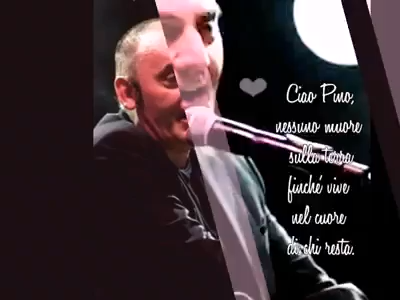 Ciao Pino,
nessuno muore
sulla terra
finché vive
nel cuore
di chi resta.